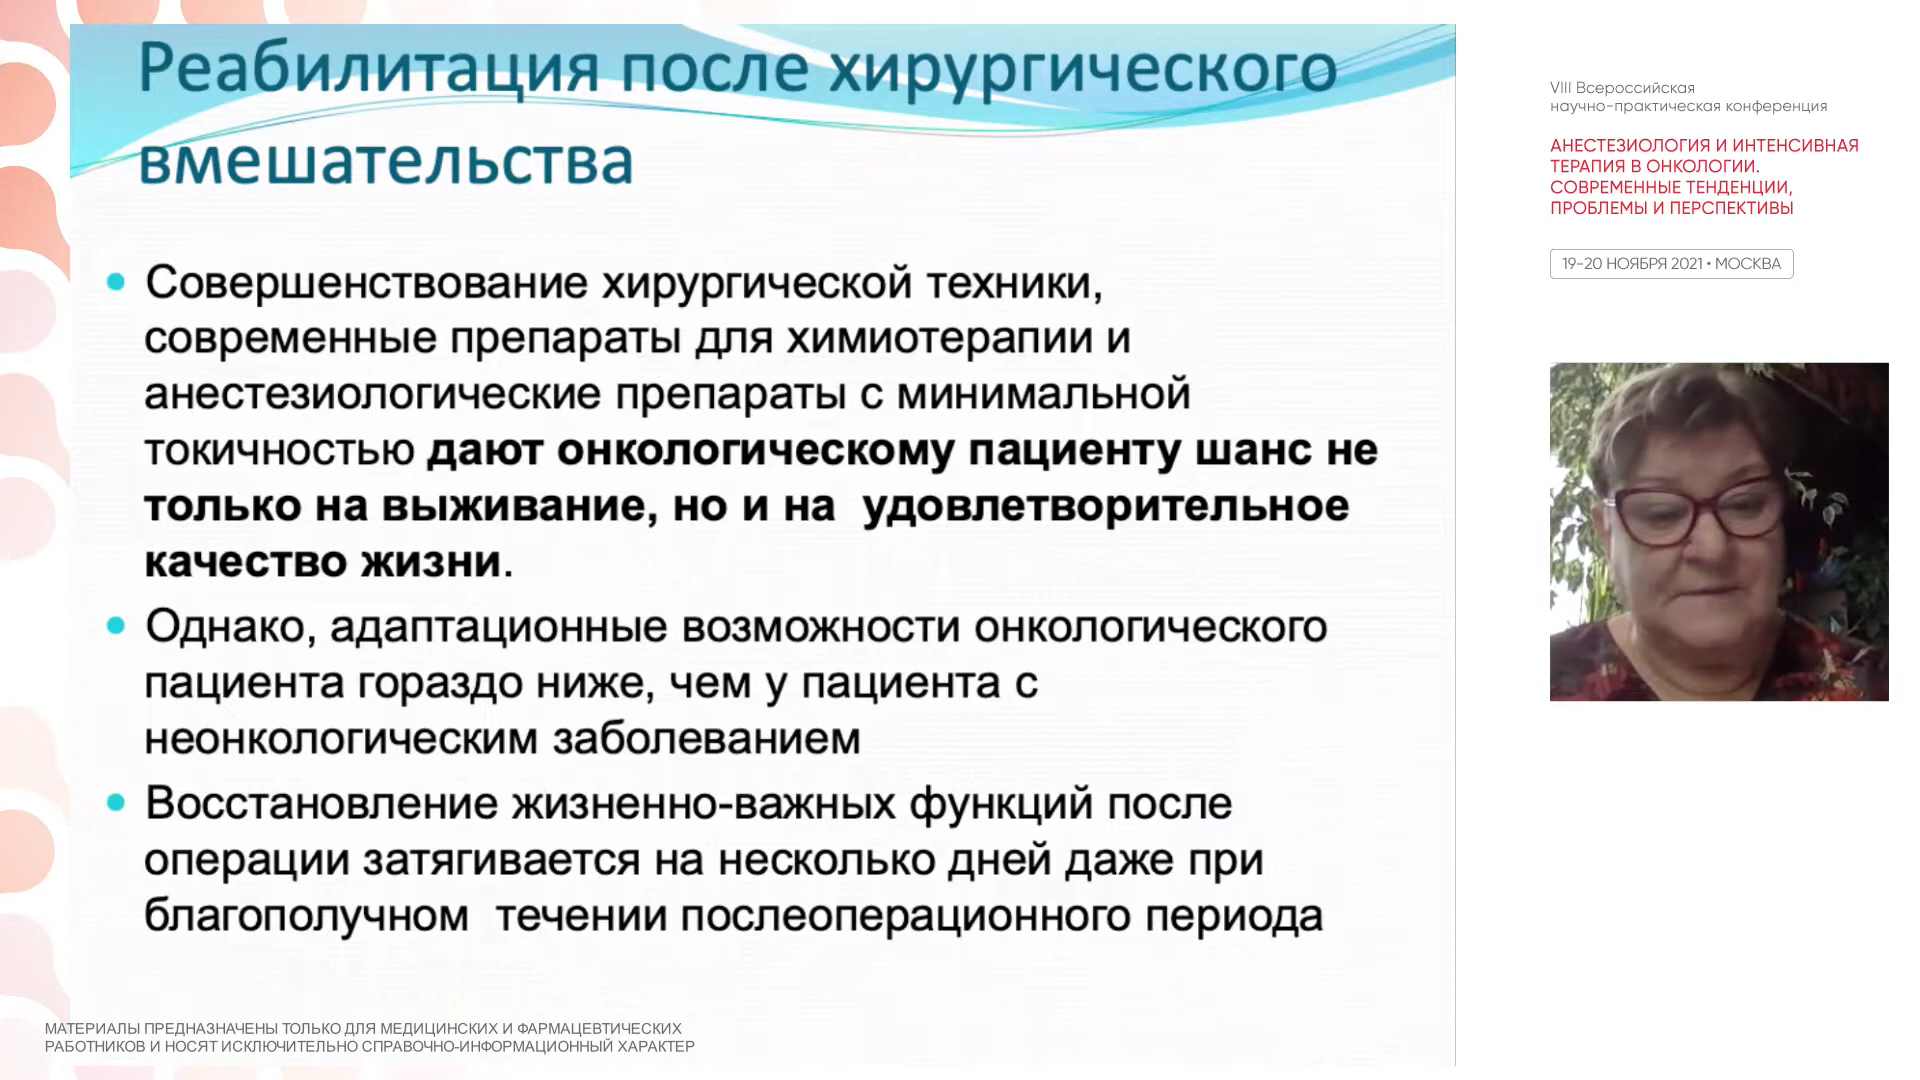 Реабилитация после хирургического
вмешательства
Совершенствование хирургической техники,
современные препараты для химиотерапии и
анестезиологические препараты с минимальной
токичностью дают онкологическому пациенту шанс не
только на выживание, но и на удовлетворительное
качество жизни.
Однако, адаптационные возможности онкологического
пациента гораздо ниже, чем у пациента с
неонкологическим заболеванием
Восстановление жизненно-важных функций после
операции затягивается на несколько дней даже при
благополучном течении послеоперационного периода
МАТЕРИАЛЫ ПРЕДНАЗНАЧЕНЫ ТОЛЬКО ДЛЯ МЕДИЦИНСКИХ И ФАРМАЦЕВТИЧЕСКИХ
РАБОТНИКОВ И НОСЯТ ИСКЛЮЧИТЕЛЬНО СПРАВОЧНО-ИНФОРМАЦИОННЫЙ ХАРАКТЕР
VIII Всероссийская
научно-практическая конференция
АНЕСТЕЗИОЛОГИЯ И ИНТЕНСИВНАЯ
ТЕРАПИЯ В ОНКОЛОГИИ.
СОВРЕМЕННЫЕ ТЕНДЕНЦИИ,
ПРОБЛЕМЫ И ПЕРСПЕКТИВЫ
19-20 НОЯБРЯ 2021 • МОСКВА